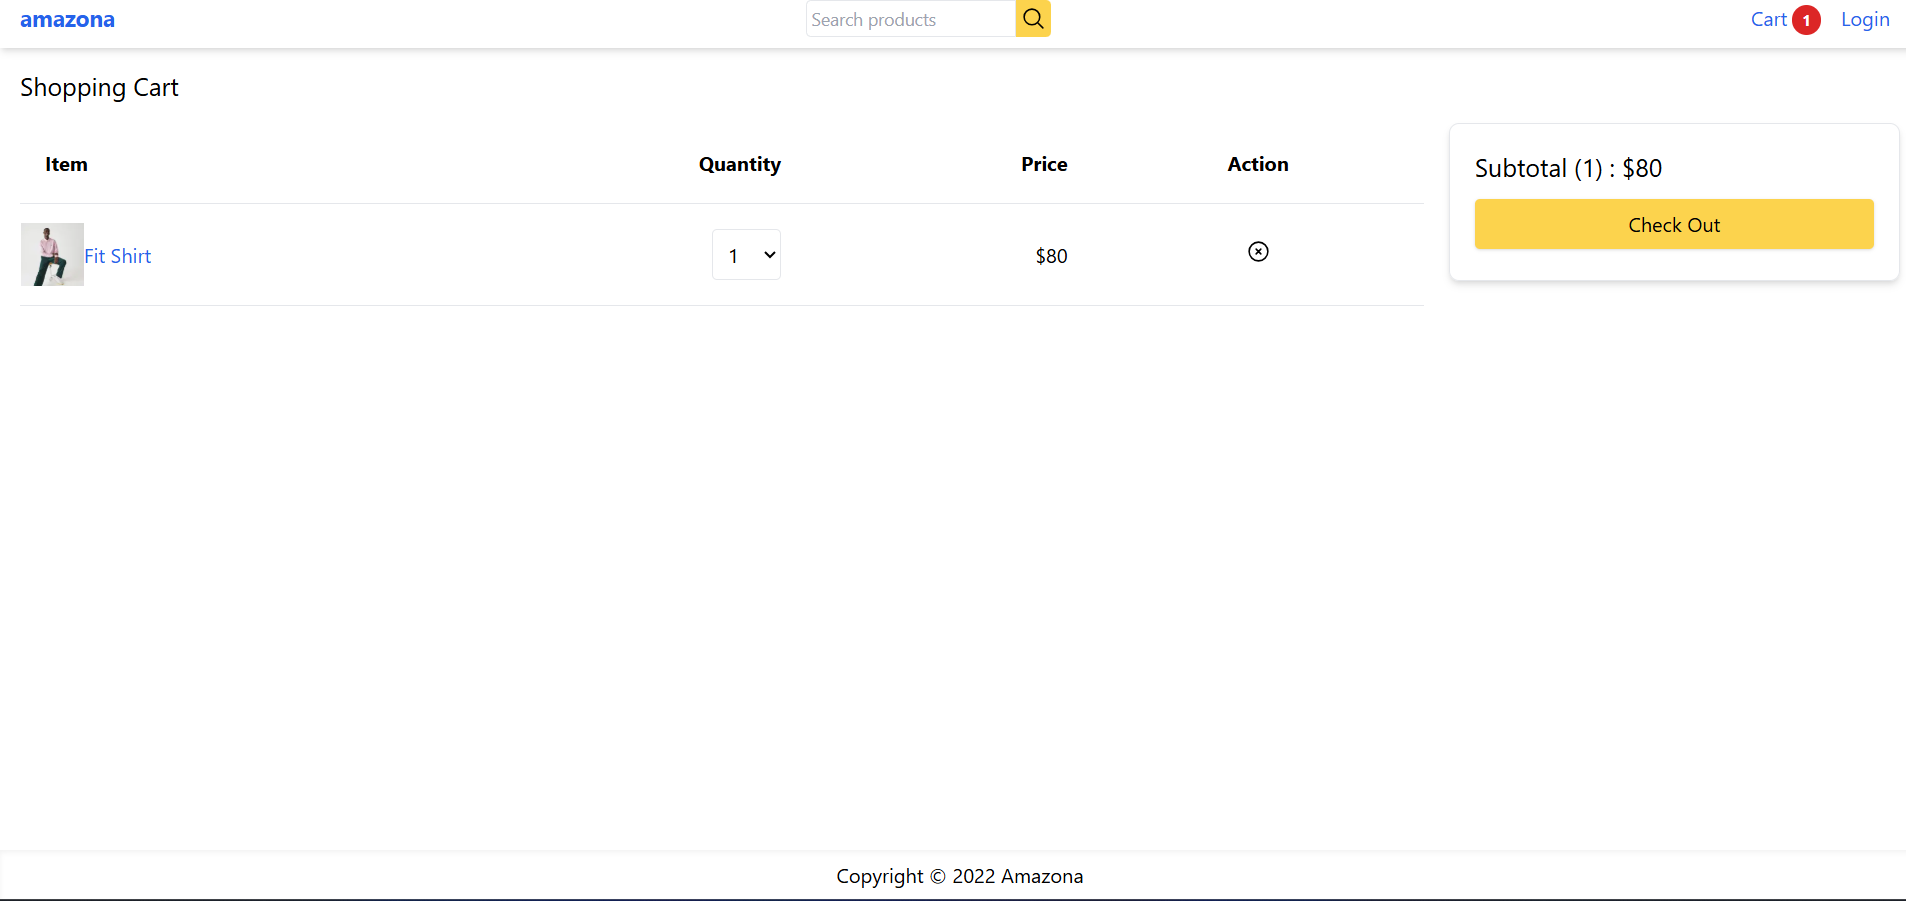 amazona
Search products
Cart 1 Login
Shopping Cart
Item Quantity Price Action
Fit Shirt 1 $80
Subtotal (1) : $80
Check Out
Copyright © 2022 Amazona